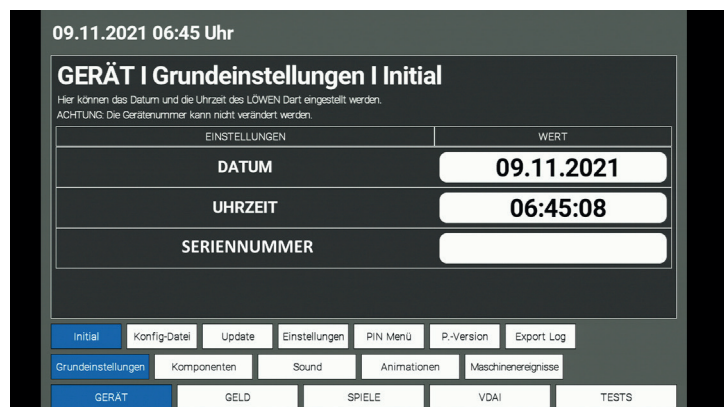 09.11.2021 06:45 Uhr
GERÄT I Grundeinstellungen I Initial
Hier können das Datum und die Uhrzeit des LÖWEN Dart eingestellt werden.
ACHTUNG: Die Gerätenummer kann nicht verändert werden.
EINSTELLUNGEN WERT
DATUM 09.11.2021
UHRZEIT 06:45:08
SERIENNUMMER
Initial Konfig-Datei Update Einstellungen PIN Menü P.-Version Export Log
Grundeinstellungen Komponenten Sound Animationen Maschinenereignisse
GERÄT GELD SPIELE VDAI TESTS